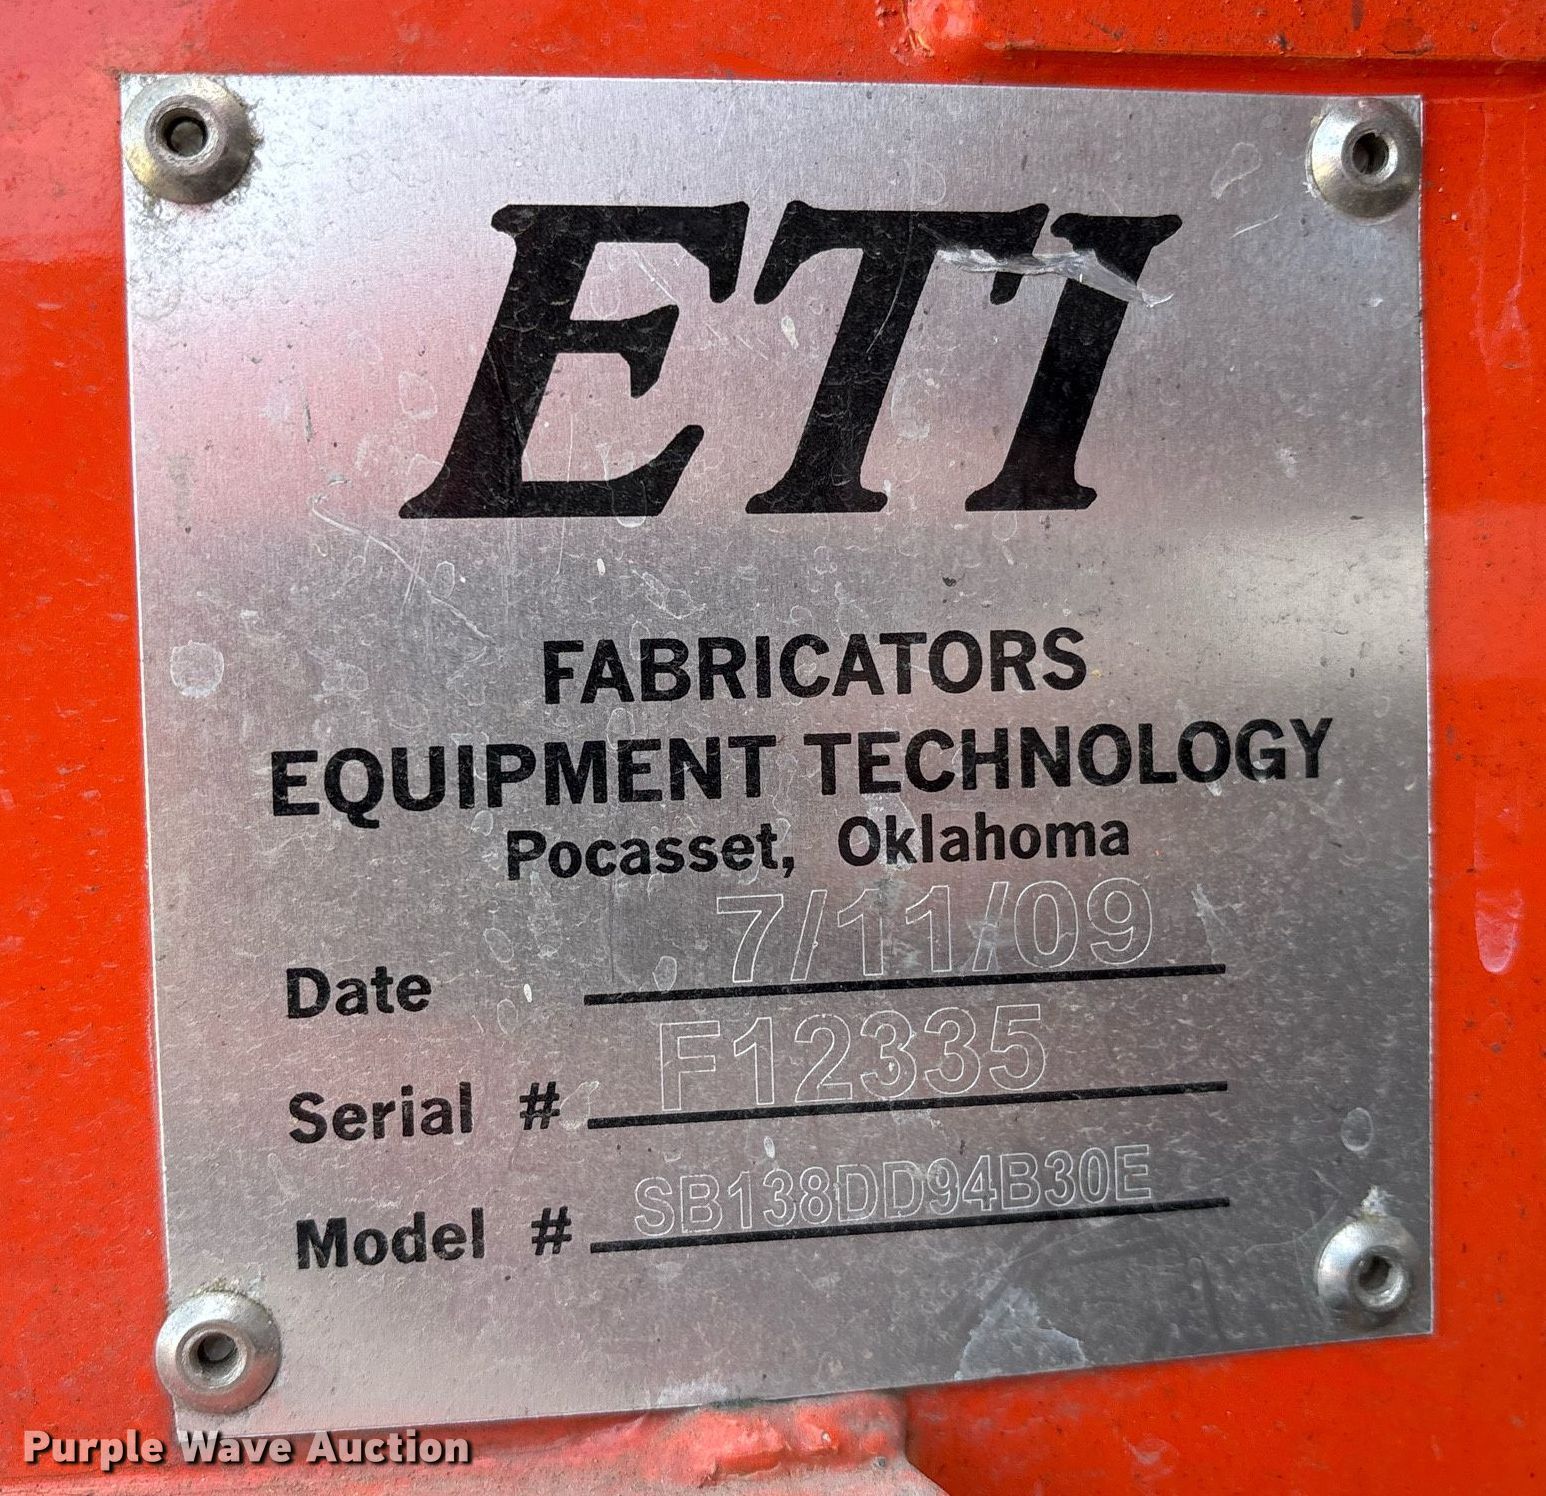 ETI
FABRICATORS
EQUIPMENT TECHNOLOGY
Pocasset, Oklahoma
Date 7/11/09
Serial # F12335
Model # SB138DD94B30E
Purple Wave Auction